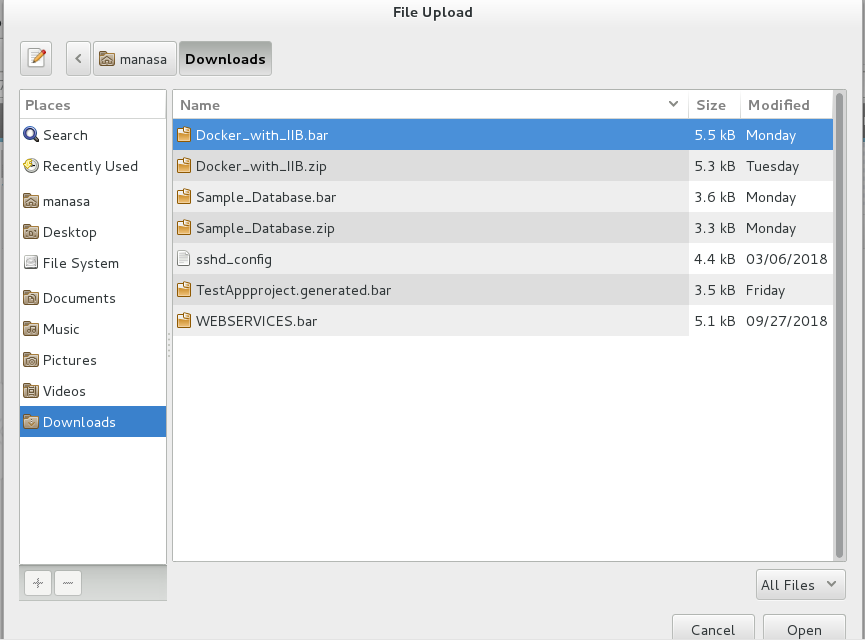 File Upload
manasa Downloads
Places
Search
Recently Used
manasa
Desktop
File System
Documents
Music
Pictures
Videos
Downloads
Name Size Modified
Docker_with_IIB.bar 5.5 kB Monday
Docker_with_IIB.zip 5.3 kB Tuesday
Sample_Database.bar 3.6 kB Monday
Sample_Database.zip 3.3 kB Monday
sshd_config 4.4 kB 03/06/2018
TestAppproject.generated.bar 3.5 kB Friday
WEBSERVICES.bar 5.1 kB 09/27/2018
All Files
Cancel Open